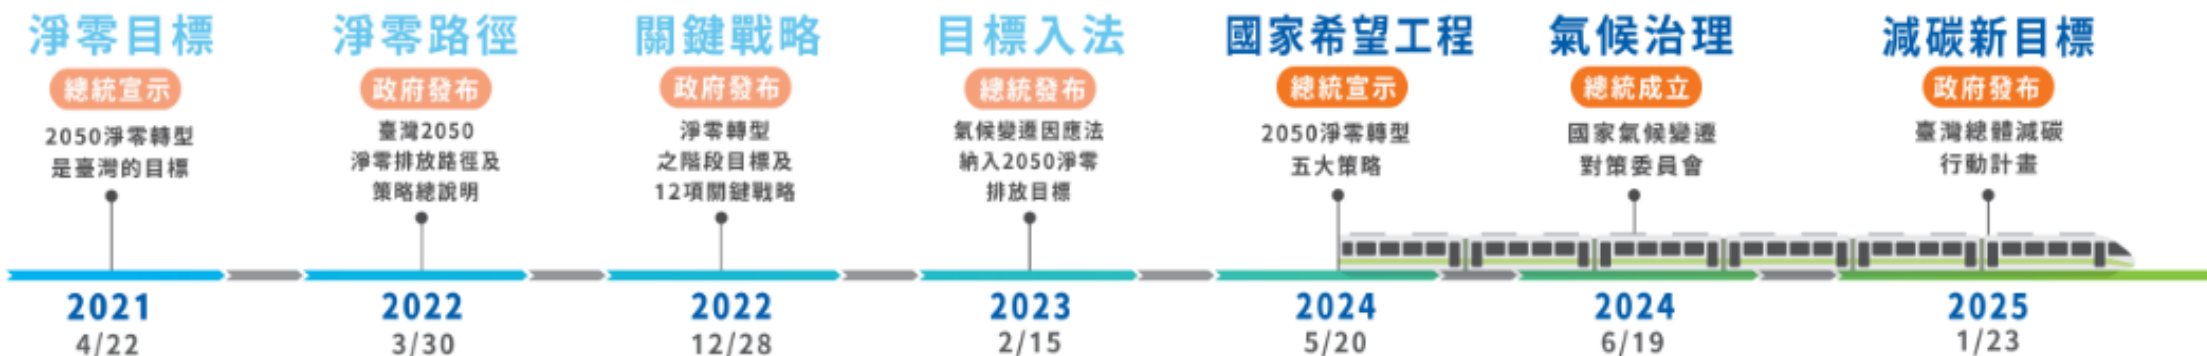 淨零目標
總統宣示
2050淨零轉型
是臺灣的目標
2021
4/22
淨零路徑
政府發布
臺灣2050
淨零排放路徑及
策略總說明
2022
3/30
關鍵戰略
政府發布
淨零轉型
之階段目標及
12項關鍵戰略
2022
12/28
目標入法
總統發布
氣候變遷因應法
納入2050淨零
排放目標
2023
2/15
國家希望工程
總統宣示
2050淨零轉型
五大策略
2024
5/20
氣候治理
總統成立
國家氣候變遷
對策委員會
2024
6/19
減碳新目標
政府發布
臺灣總體減碳
行動計畫
2025
1/23